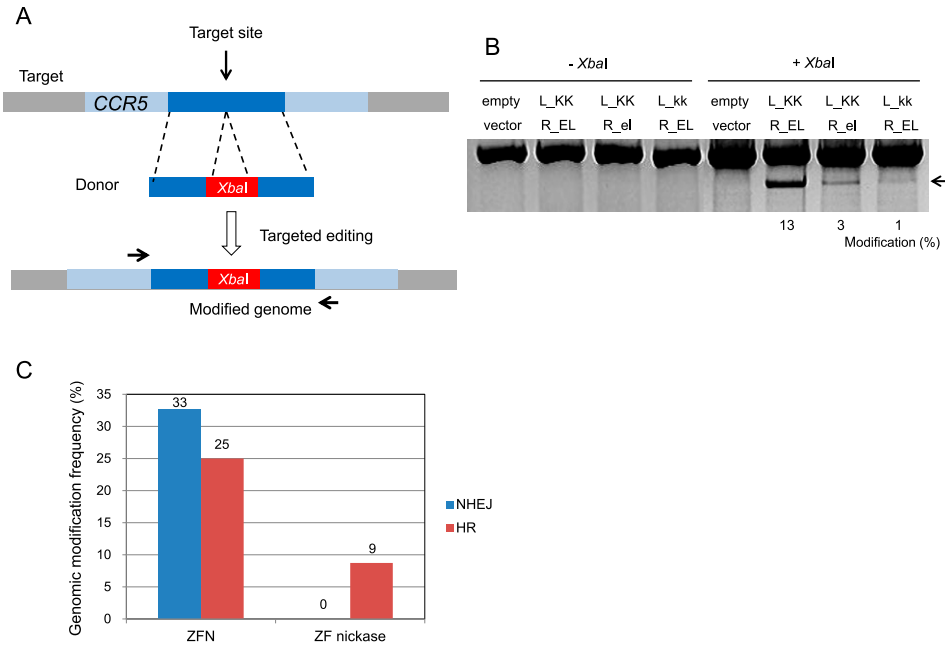 A
Target site
Target
CCR5
Donor
XbaI
Targeted editing
XbaI
Modified genome
B
- XbaI
+ XbaI
empty L_KK L_KK L_kk empty L_KK L_KK L_kk
vector R_EL R_el R_EL vector R_EL R_el R_EL
13 3 1
Modification (%)
C
Genomic modification frequency (%)
35
30
25
20
15
10
5
0
33
25
0
9
ZFN
ZF nickase
NHEJ
HR